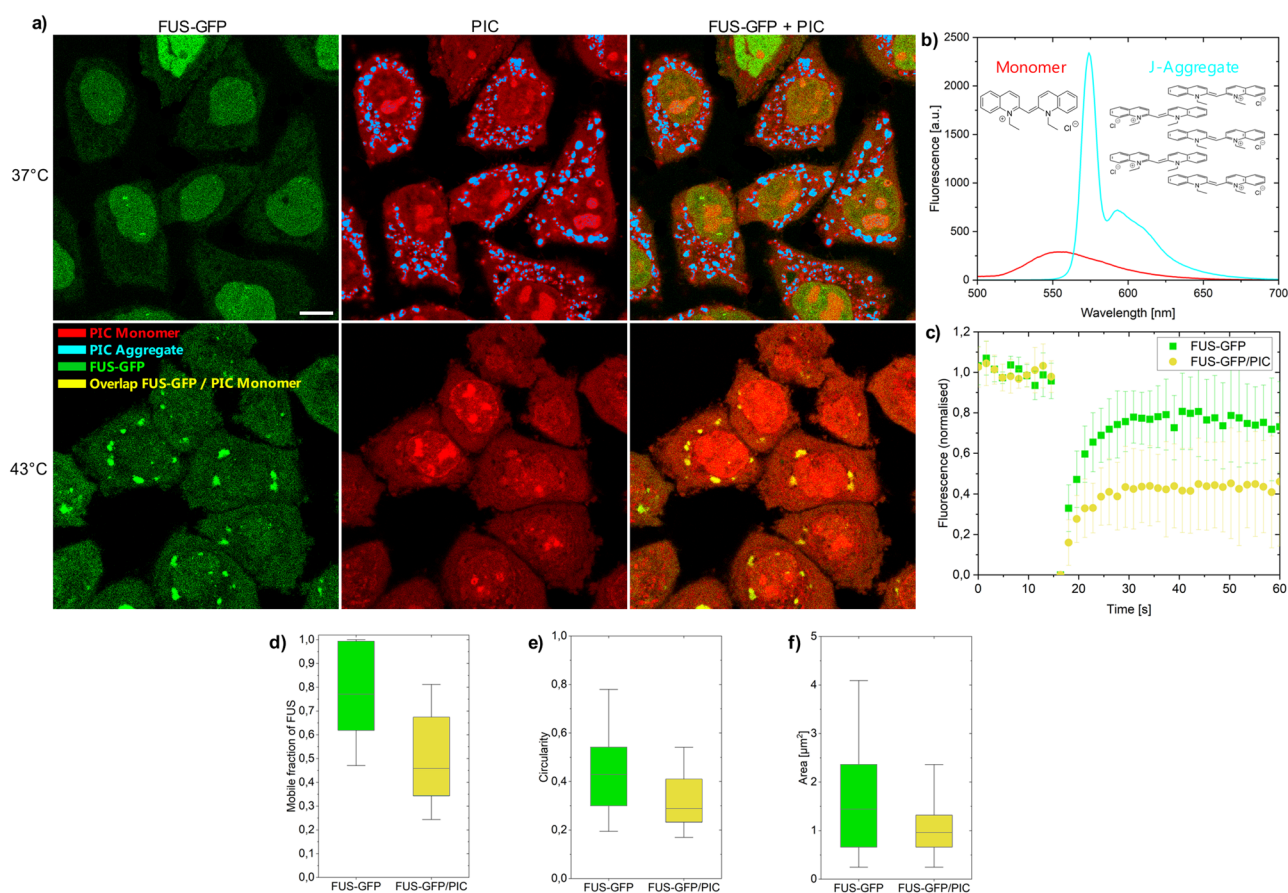 a)
FUS-GFP
PIC
FUS-GFP + PIC
37°C
43°C
PIC Monomer
PIC Aggregate
FUS-GFP
Overlap FUS-GFP / PIC Monomer
b)
Monomer
J-Aggregate
N
N
⊕
Cl⊖
Fluorescence [a.u.]
2500
2000
1500
1000
500
250
0
500
550
600
650
700
Wavelength [nm]
c)
FUS-GFP
FUS-GFP/PIC
Fluorescence (normalised)
1,2
1,0
0,8
0,6
0,4
0,2
0,0
0
10
20
30
40
50
60
Time [s]
d)
Mobile fraction of FUS
1,0
0,9
0,8
0,7
0,6
0,5
0,4
0,3
0,2
0,1
0,0
FUS-GFP
FUS-GFP/PIC
e)
Circularity
1,0
0,8
0,6
0,4
0,2
0,0
FUS-GFP
FUS-GFP/PIC
f)
Area [µm²]
5
4
3
2
1
0
FUS-GFP
FUS-GFP/PIC